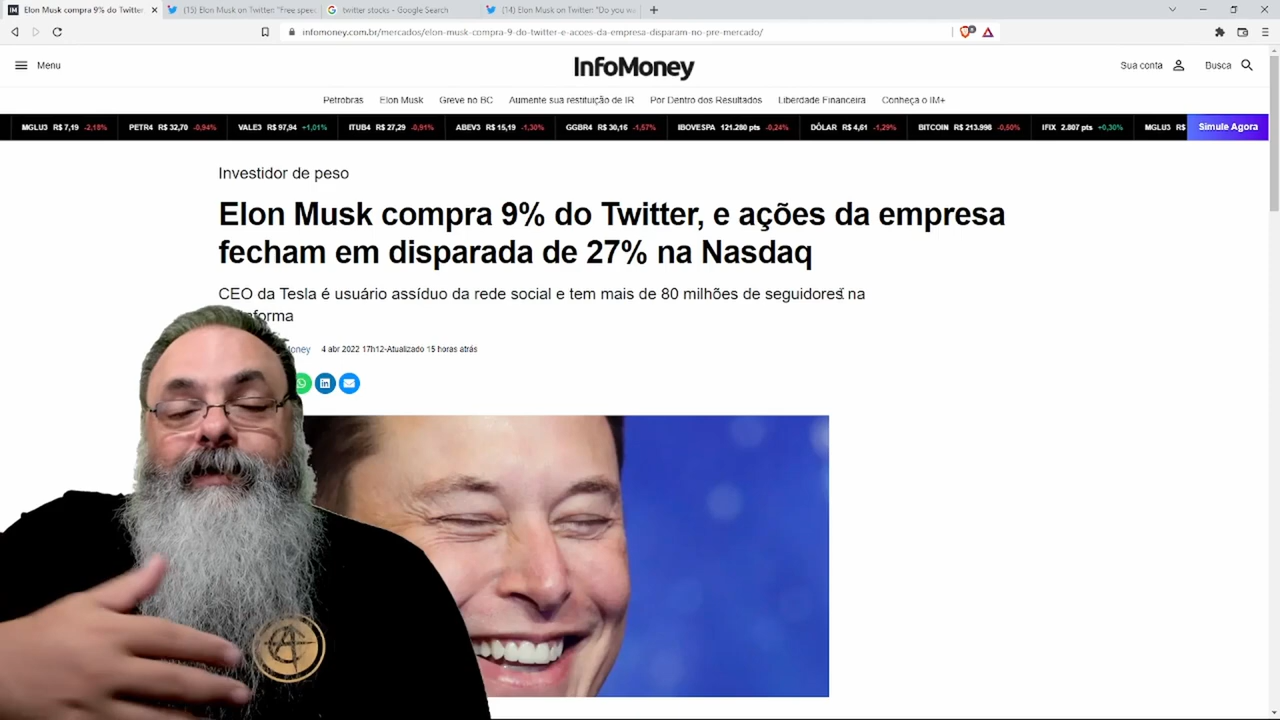 Elon Musk compra 9% do Twitter
(15) Elon Musk on Twitter: "Free speec
twitter stocks - Google Search
(14) Elon Musk on Twitter: "Do you wa
infomoney.com.br/mercados/elon-musk-compra-9-do-twitter-e-acoes-da-empresa-disparam-no-pre-mercado/
Menu
InfoMoney
Sua conta
Busca
Petrobras Elon Musk Greve no BC Aumente sua restituição de IR Por Dentro dos Resultados Liberdade Financeira Conheça o IM+
MGLU3 R$ 7,19 -2,18% PETR4 R$ 32,70 -0,94% VALE3 R$ 97,94 +1,01% ITUB4 R$ 27,29 -0,91% ABEV3 R$ 15,19 -1,30% GGBR4 R$ 30,16 -1,57% IBOVESPA 121.280 pts -0,24% DÓLAR R$ 4,61 -1,29% BITCOIN R$ 213.998 -0,60% IFIX 2.807 pts +0,30% MGLU3 R$ Simule Agora
Investidor de peso
Elon Musk compra 9% do Twitter, e ações da empresa
fecham em disparada de 27% na Nasdaq
CEO da Tesla é usuário assíduo da rede social e tem mais de 80 milhões de seguidores na
forma
oney 4 abr 2022 17h12-Atualizado 15 horas atrás